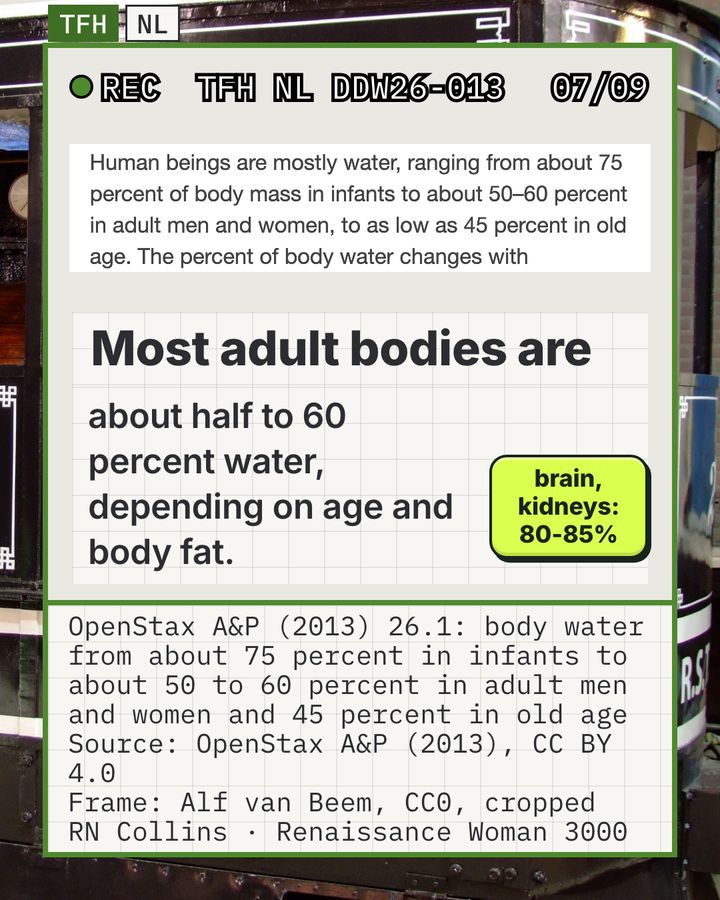 TFH NL
REC TFH NL DDW26-013 07/09
Human beings are mostly water, ranging from about 75
percent of body mass in infants to about 50–60 percent
in adult men and women, to as low as 45 percent in old
age. The percent of body water changes with
Most adult bodies are
about half to 60
percent water,
depending on age and
body fat.
brain,
kidneys:
80-85%
OpenStax A&P (2013) 26.1: body water
from about 75 percent in infants to
about 50 to 60 percent in adult men
and women and 45 percent in old age
Source: OpenStax A&P (2013), CC BY
4.0
Frame: Alf van Beem, CC0, cropped
RN Collins · Renaissance Woman 3000
R.S.